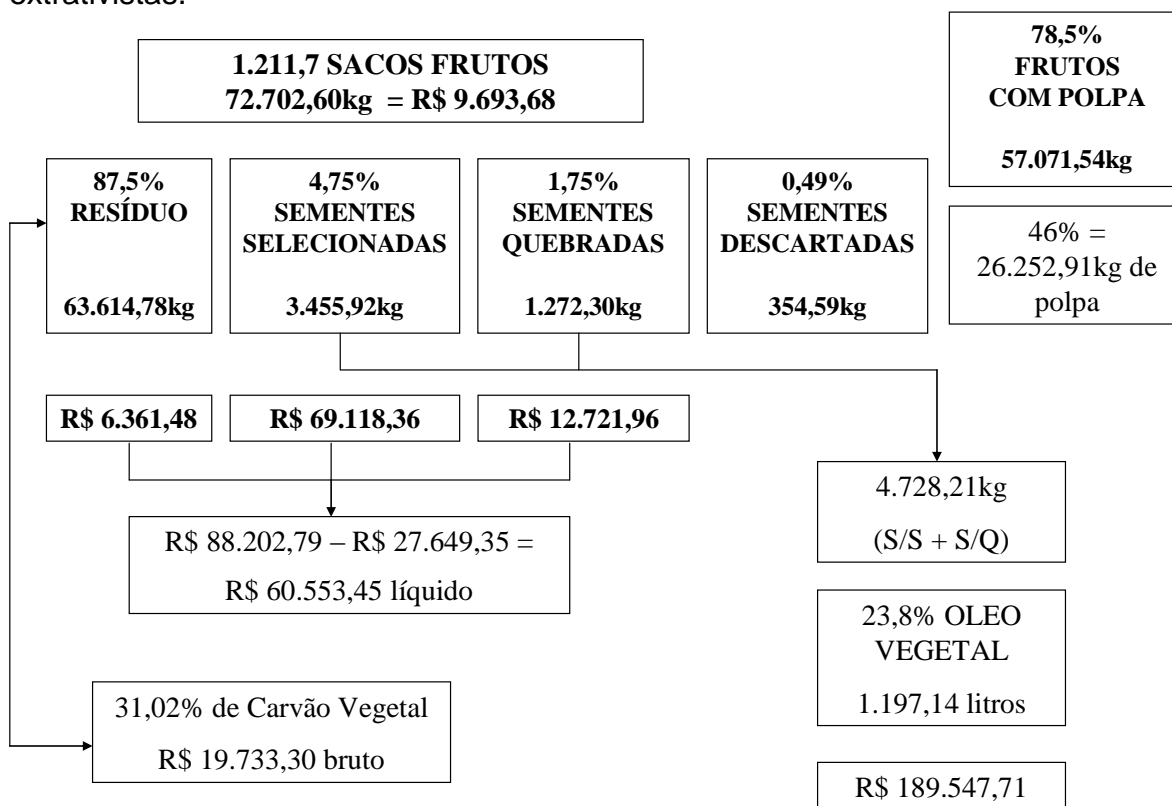 extrativistas.
1.211,7 SACOS FRUTOS
72.702,60kg = R$ 9.693,68
78,5%
FRUTOS
COM POLPA
57.071,54kg
87,5%
RESÍDUO
63.614,78kg
4,75%
SEMENTES
SELECIONADAS
3.455,92kg
1,75%
SEMENTES
QUEBRADAS
1.272,30kg
0,49%
SEMENTES
DESCARTADAS
354,59kg
46% =
26.252,91kg de
polpa
R$ 6.361,48
R$ 69.118,36
R$ 12.721,96
R$ 88.202,79 – R$ 27.649,35 =
R$ 60.553,45 líquido
4.728,21kg
(S/S + S/Q)
23,8% OLEO
VEGETAL
1.197,14 litros
31,02% de Carvão Vegetal
R$ 19.733,30 bruto
R$ 189.547,71